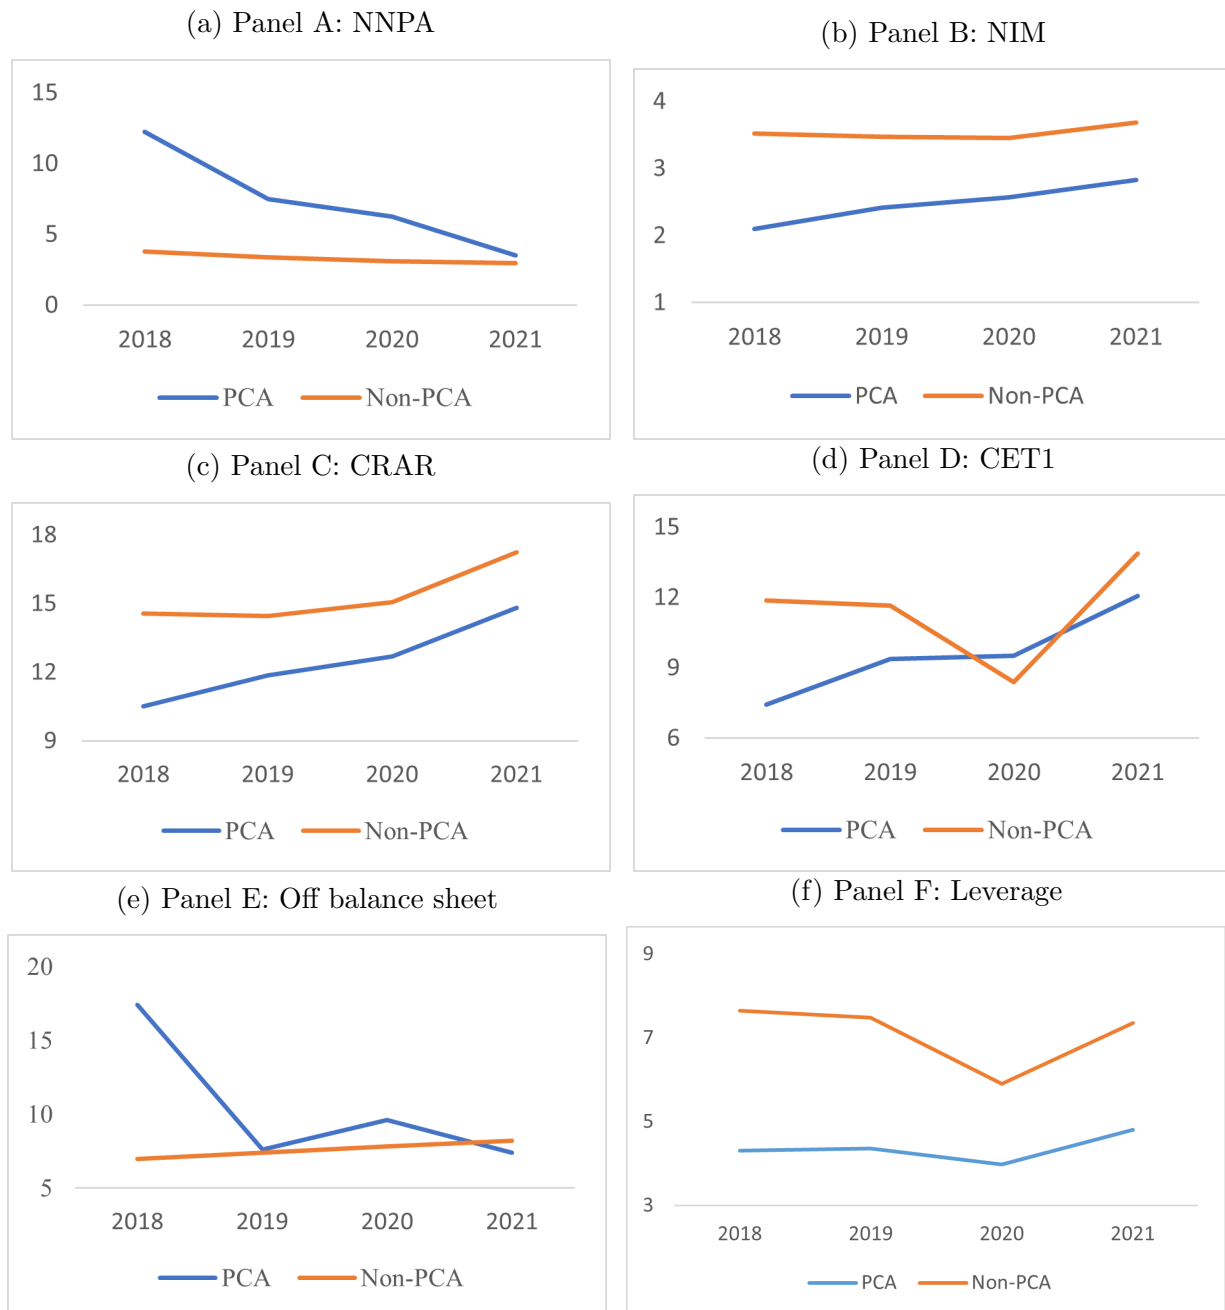 (a) Panel A: NNPA
15
10
5
0
2018 2019 2020 2021
PCA Non-PCA
(b) Panel B: NIM
4
3
2
1
2018 2019 2020 2021
PCA Non-PCA
(c) Panel C: CRAR
18
15
12
9
2018 2019 2020 2021
PCA Non-PCA
(d) Panel D: CET1
15
12
9
6
2018 2019 2020 2021
PCA Non-PCA
(e) Panel E: Off balance sheet
20
15
10
5
2018 2019 2020 2021
PCA Non-PCA
(f) Panel F: Leverage
9
7
5
3
2018 2019 2020 2021
PCA Non-PCA